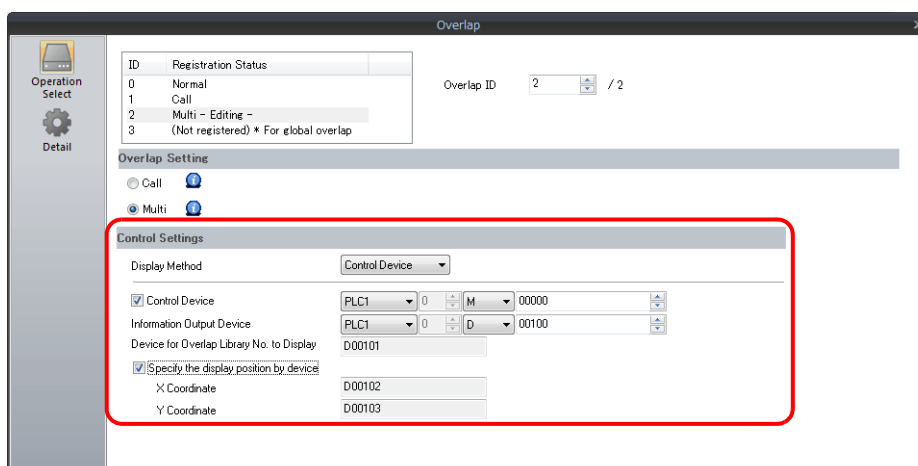 Overlap
Operation
Select
Detail
ID Registration Status
0 Normal
1 Call
2 Multi - Editing -
3 (Not registered) * For global overlap
Overlap ID 2 / 2
Overlap Setting
Call
Multi
Control Settings
Display Method Control Device
Control Device PLC1 0 M 00000
Information Output Device PLC1 0 D 00100
Device for Overlap Library No. to Display D00101
Specify the display position by device
X Coordinate D00102
Y Coordinate D00103